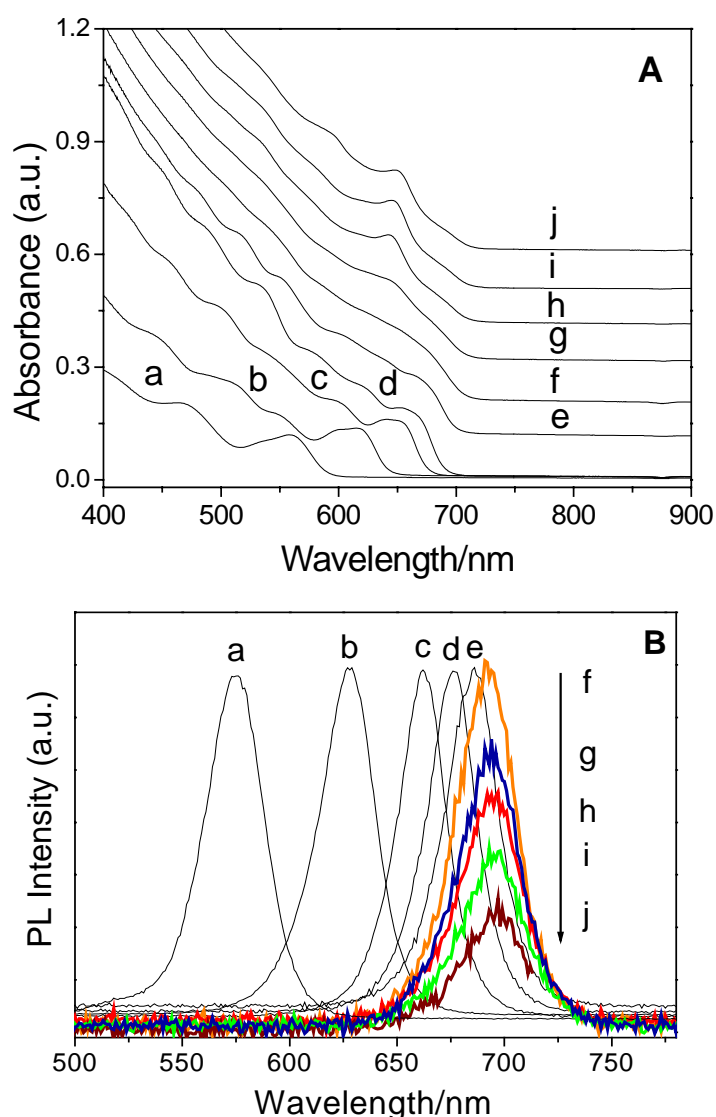 A
1.2
0.9
0.6
0.3
0.0
Absorbance (a.u.)
j
i
h
g
f
e
a b c d
400 500 600 700 800 900
Wavelength/nm
B
a b c d e
f
g
h
i
j
PL Intensity (a.u.)
500 550 600 650 700 750
Wavelength/nm